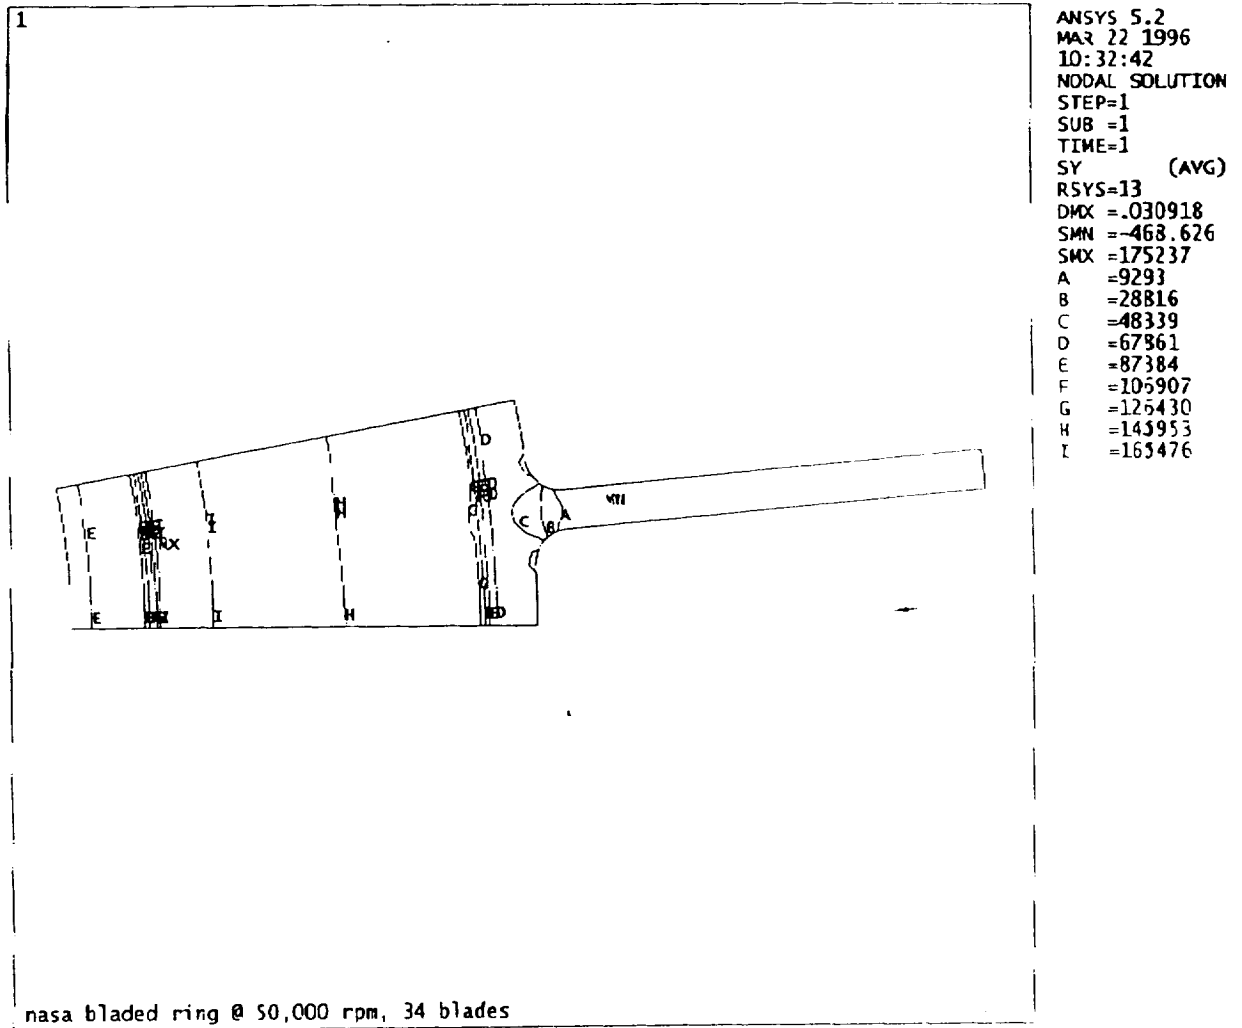 1
ANSYS 5.2
MAR 22 1996
10:32:42
NODAL SOLUTION
STEP=1
SUB =1
TIME=1
SY (AVG)
RSYS=13
DMX =.030918
SMN =-468.626
SMX =175237
A =9293
B =28816
C =48339
D =67861
E =87384
F =106907
G =126430
H =145953
I =165476
D
D
D
H
H
C
A
B
E
I
I
G
E
I
H
D
nasa bladed ring @ 50,000 rpm, 34 blades